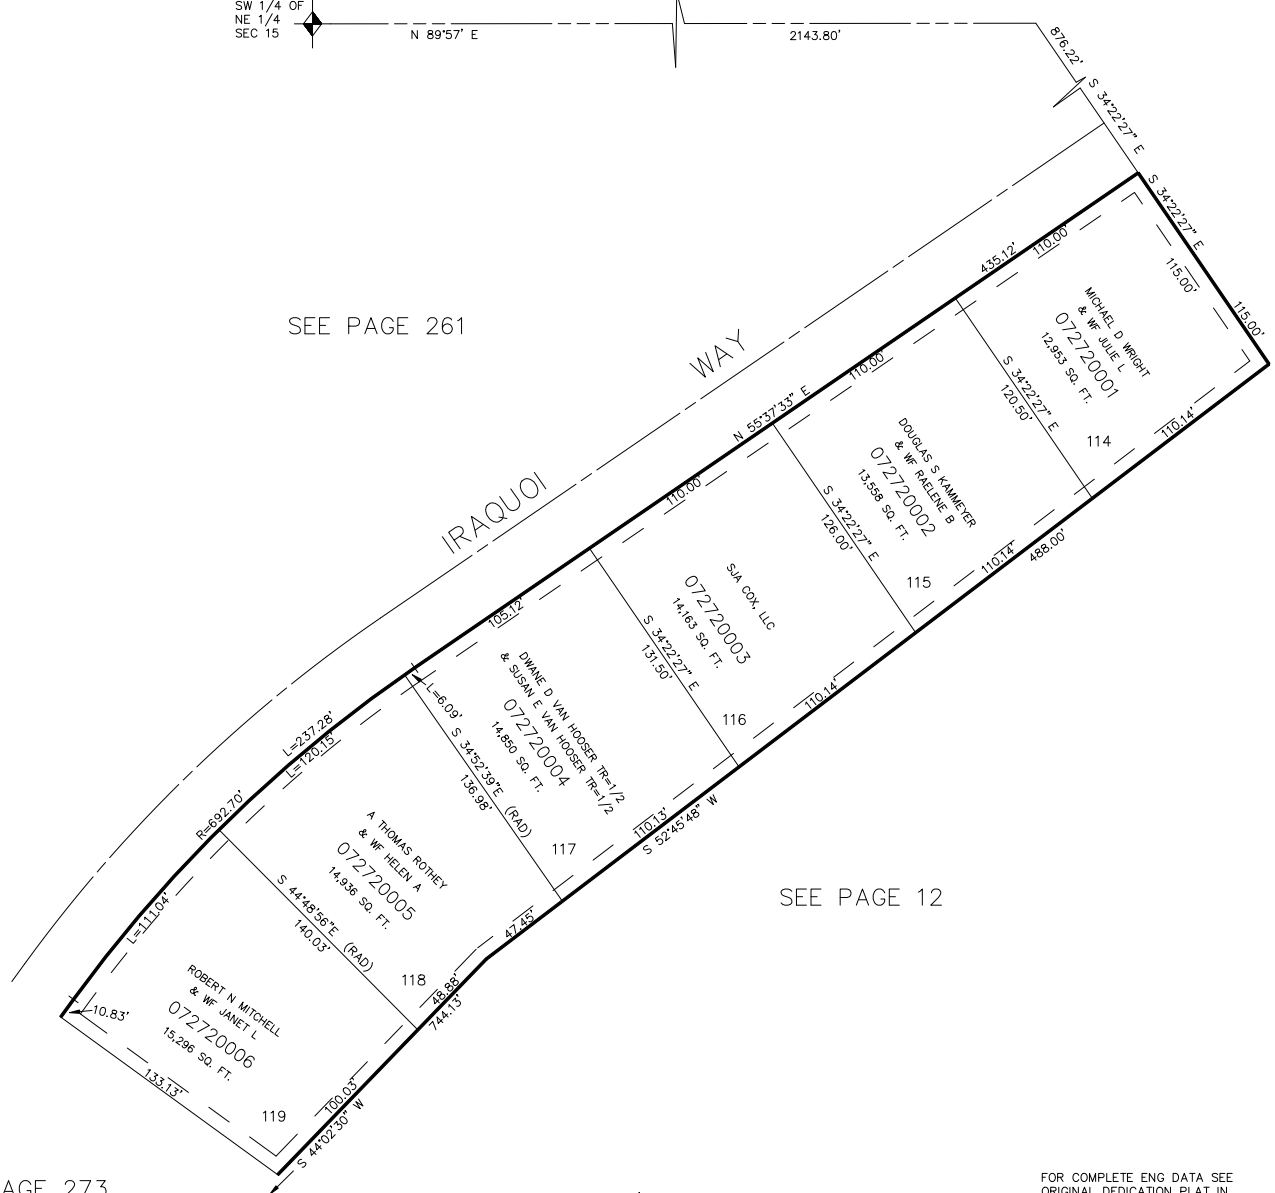 SW 1/4 OF
NE 1/4
SEC 15
N 89°57' E
2143.80'
876.22'
S 34°22'27" E
S 34°22'27" E
115.00'
115.00'
435.12'
110.00'
MICHAEL D WRIGHT
& WF JULIE L
072720001
12,953 SQ. FT.
114
110.14'
SEE PAGE 261
IRAQUOI WAY
N 55°37'33" E
110.00'
S 34°22'27" E
120.50'
DOUGLAS S KAMMEYER
& WF RAELENE B
072720002
13,558 SQ. FT.
115
110.14'
488.00'
110.00'
S 34°22'27" E
126.00'
SJA COX, LLC
072720003
14,163 SQ. FT.
116
110.14'
105.12'
S 34°22'27" E
131.50'
DWANE D VAN HOOSER TR=1/2
& SUSAN E VAN HOOSER TR=1/2
072720004
14,850 SQ. FT.
117
110.13'
S 52°45'48" W
L=6.09'
S 34°52'39"E (RAD)
136.98'
L=237.28'
L=120.15'
R=692.70'
A THOMAS ROTHEY
& WF HELEN A
072720005
14,936 SQ. FT.
118
47.45'
48.88'
744.13'
SEE PAGE 12
S 44°48'56"E (RAD)
140.03'
L=111.04'
10.83'
ROBERT N MITCHELL
& WF JANET L
072720006
15,296 SQ. FT.
119
133.13'
100.03'
S 44°02'30" W
AGE 273
FOR COMPLETE ENG DATA SEE
ORIGINAL DEDICATION PLAT IN